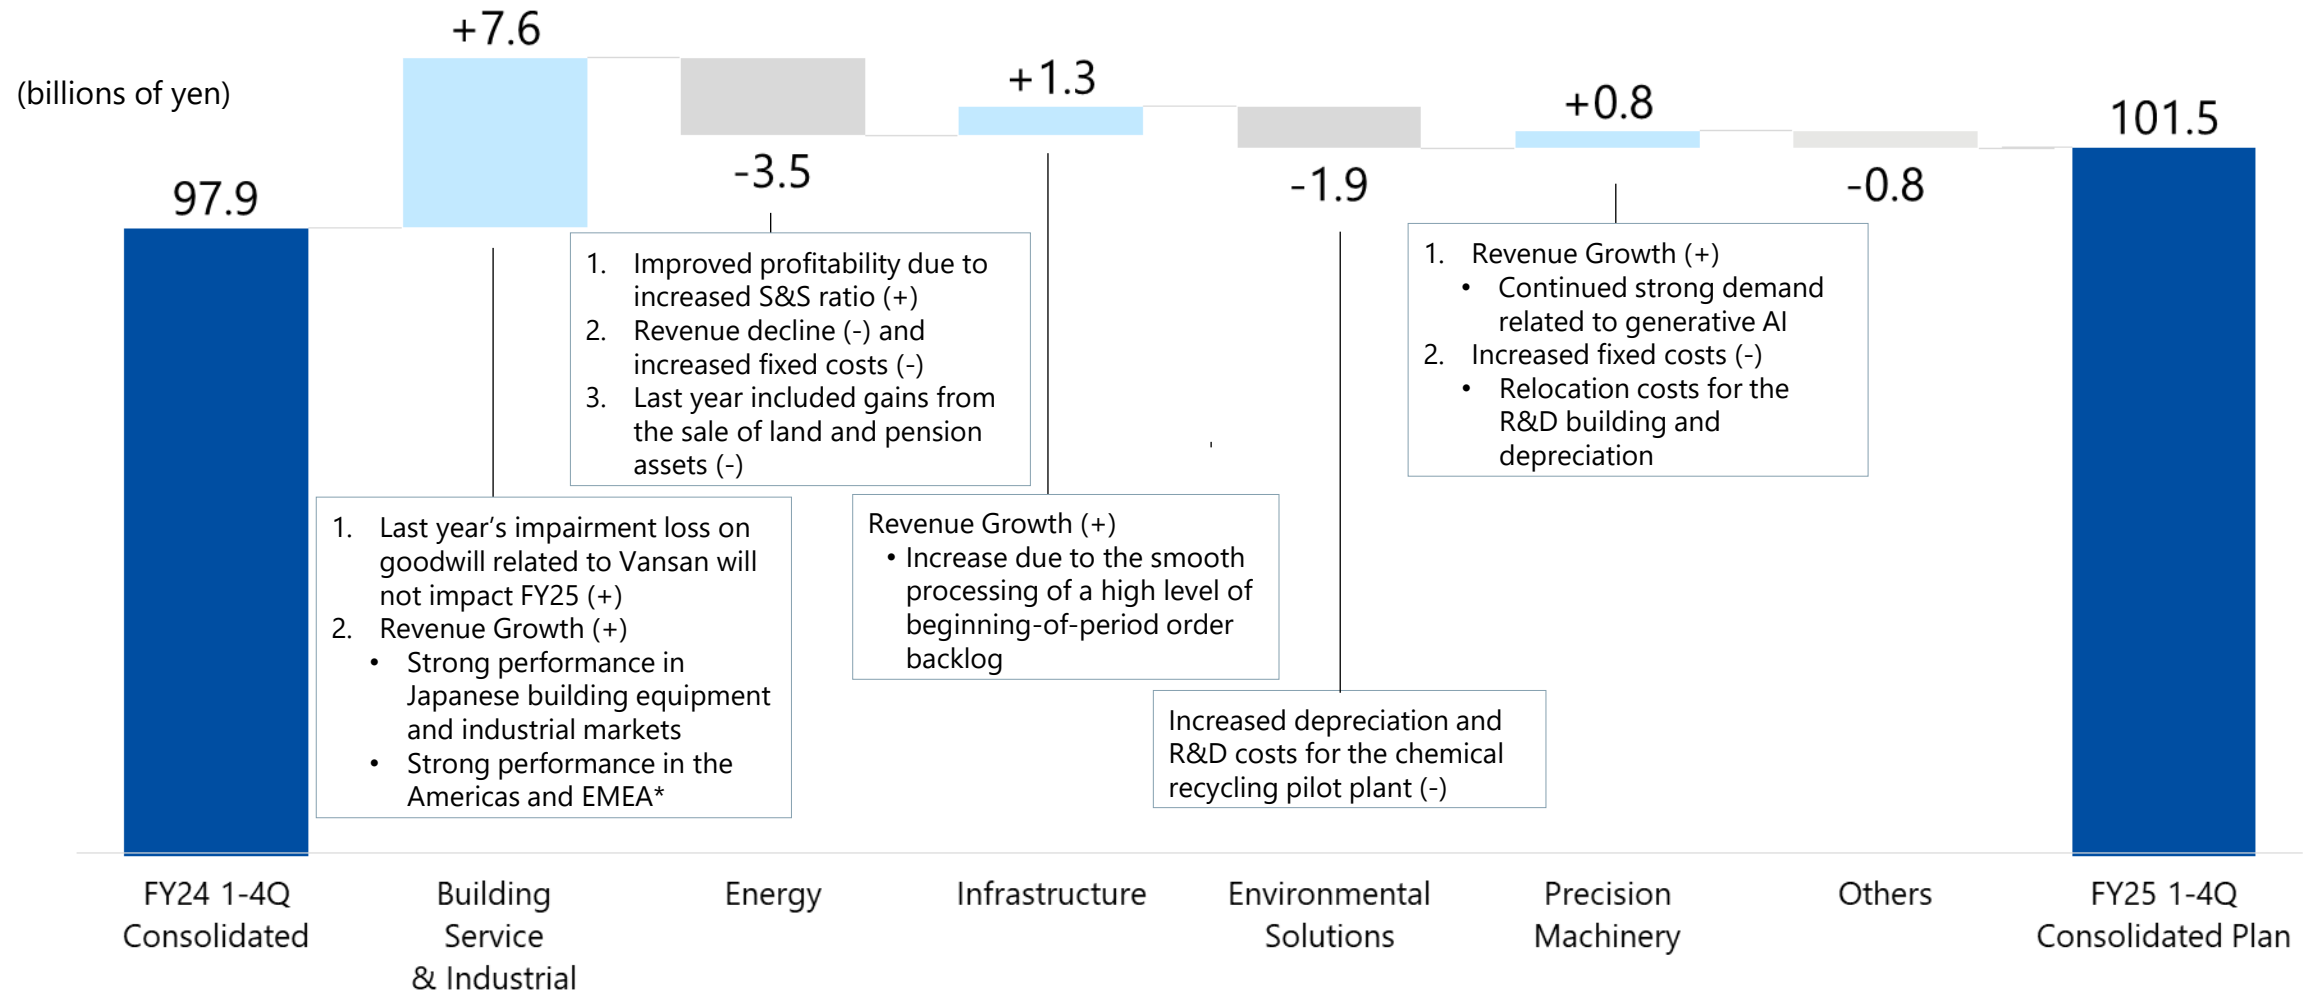 (billions of yen)
97.9
+7.6
-3.5
+1.3
-1.9
+0.8
-0.8
101.5
1. Last year’s impairment loss on
goodwill related to Vansan will
not impact FY25 (+)
2. Revenue Growth (+)
• Strong performance in
Japanese building equipment
and industrial markets
• Strong performance in the
Americas and EMEA*
1. Improved profitability due to
increased S&S ratio (+)
2. Revenue decline (-) and
increased fixed costs (-)
3. Last year included gains from
the sale of land and pension
assets (-)
Revenue Growth (+)
• Increase due to the smooth
processing of a high level of
beginning-of-period order
backlog
Increased depreciation and
R&D costs for the chemical
recycling pilot plant (-)
1. Revenue Growth (+)
• Continued strong demand
related to generative AI
2. Increased fixed costs (-)
• Relocation costs for the
R&D building and
depreciation
FY24 1-4Q
Consolidated
Building
Service
& Industrial
Energy
Infrastructure
Environmental
Solutions
Precision
Machinery
Others
FY25 1-4Q
Consolidated Plan